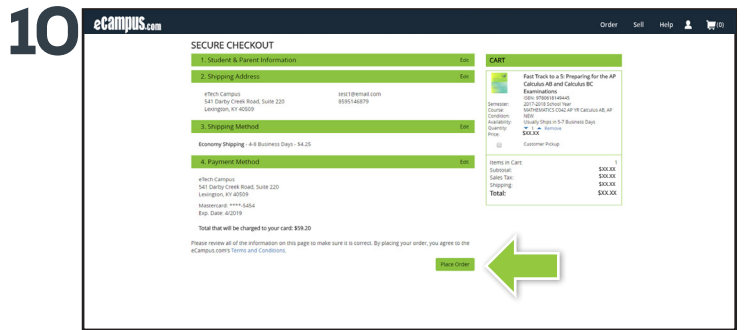 10
eCampus.com
Order Sell Help (0)
SECURE CHECKOUT
1. Student & Parent Information Edit
2. Shipping Address Edit
eTech Campus test1@email.com
541 Darby Creek Road, Suite 220 8595146879
Lexington, KY 40509
3. Shipping Method Edit
Economy Shipping - 4-8 Business Days - $4.25
4. Payment Method Edit
eTech Campus
541 Darby Creek Road, Suite 220
Lexington, KY 40509
Mastercard: ****-5454
Exp. Date: 4/2019
Total that will be charged to your card: $59.20
Please review all of the information on this page to make sure it is correct. By placing your order, you agree to the
eCampus.com's Terms and Conditions.
Place Order
CART
Fast Track to a 5: Preparing for the AP
Calculus AB and Calculus BC
Examinations
ISBN: 9780618149445
Semester: 2017-2018 School Year
Course: MATHEMATICS C042 AP YR Calculus AB, AP
Condition: NEW
Availability: Usually Ships in 5-7 Business Days
Quantity: 1 Remove
Price: $XX.XX
Customer Pickup
Items in Cart: 1
Subtotal: $XX.XX
Sales Tax: $XX.XX
Shipping: $XX.XX
Total: $XX.XX